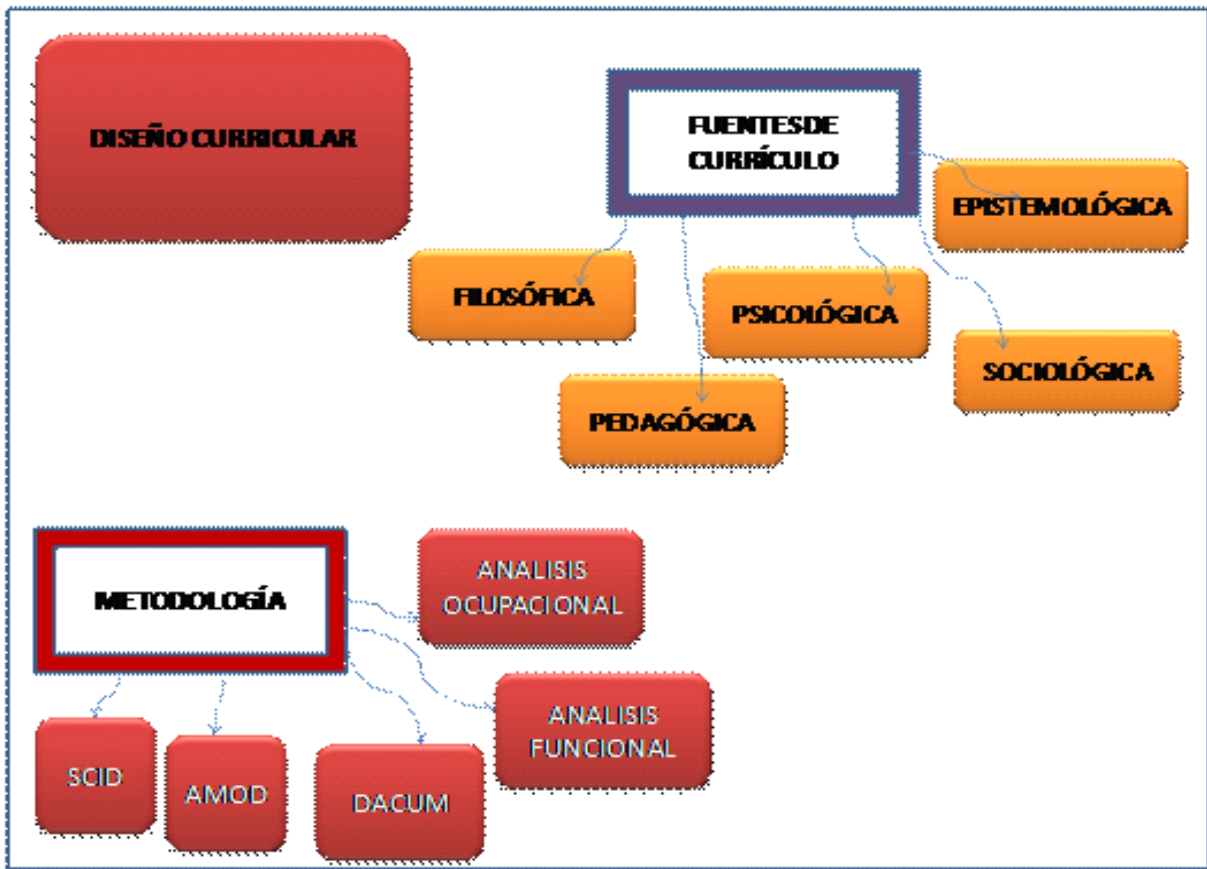 DISEÑO CURRICULAR
FUENTES DE
CURRÍCULO
EPISTEMOLÓGICA
FILOSÓFICA
PSICOLÓGICA
SOCIOLÓGICA
PEDAGÓGICA
METODOLOGÍA
ANALISIS
OCUPACIONAL
ANALISIS
FUNCIONAL
SCID
AMOD
DACUM